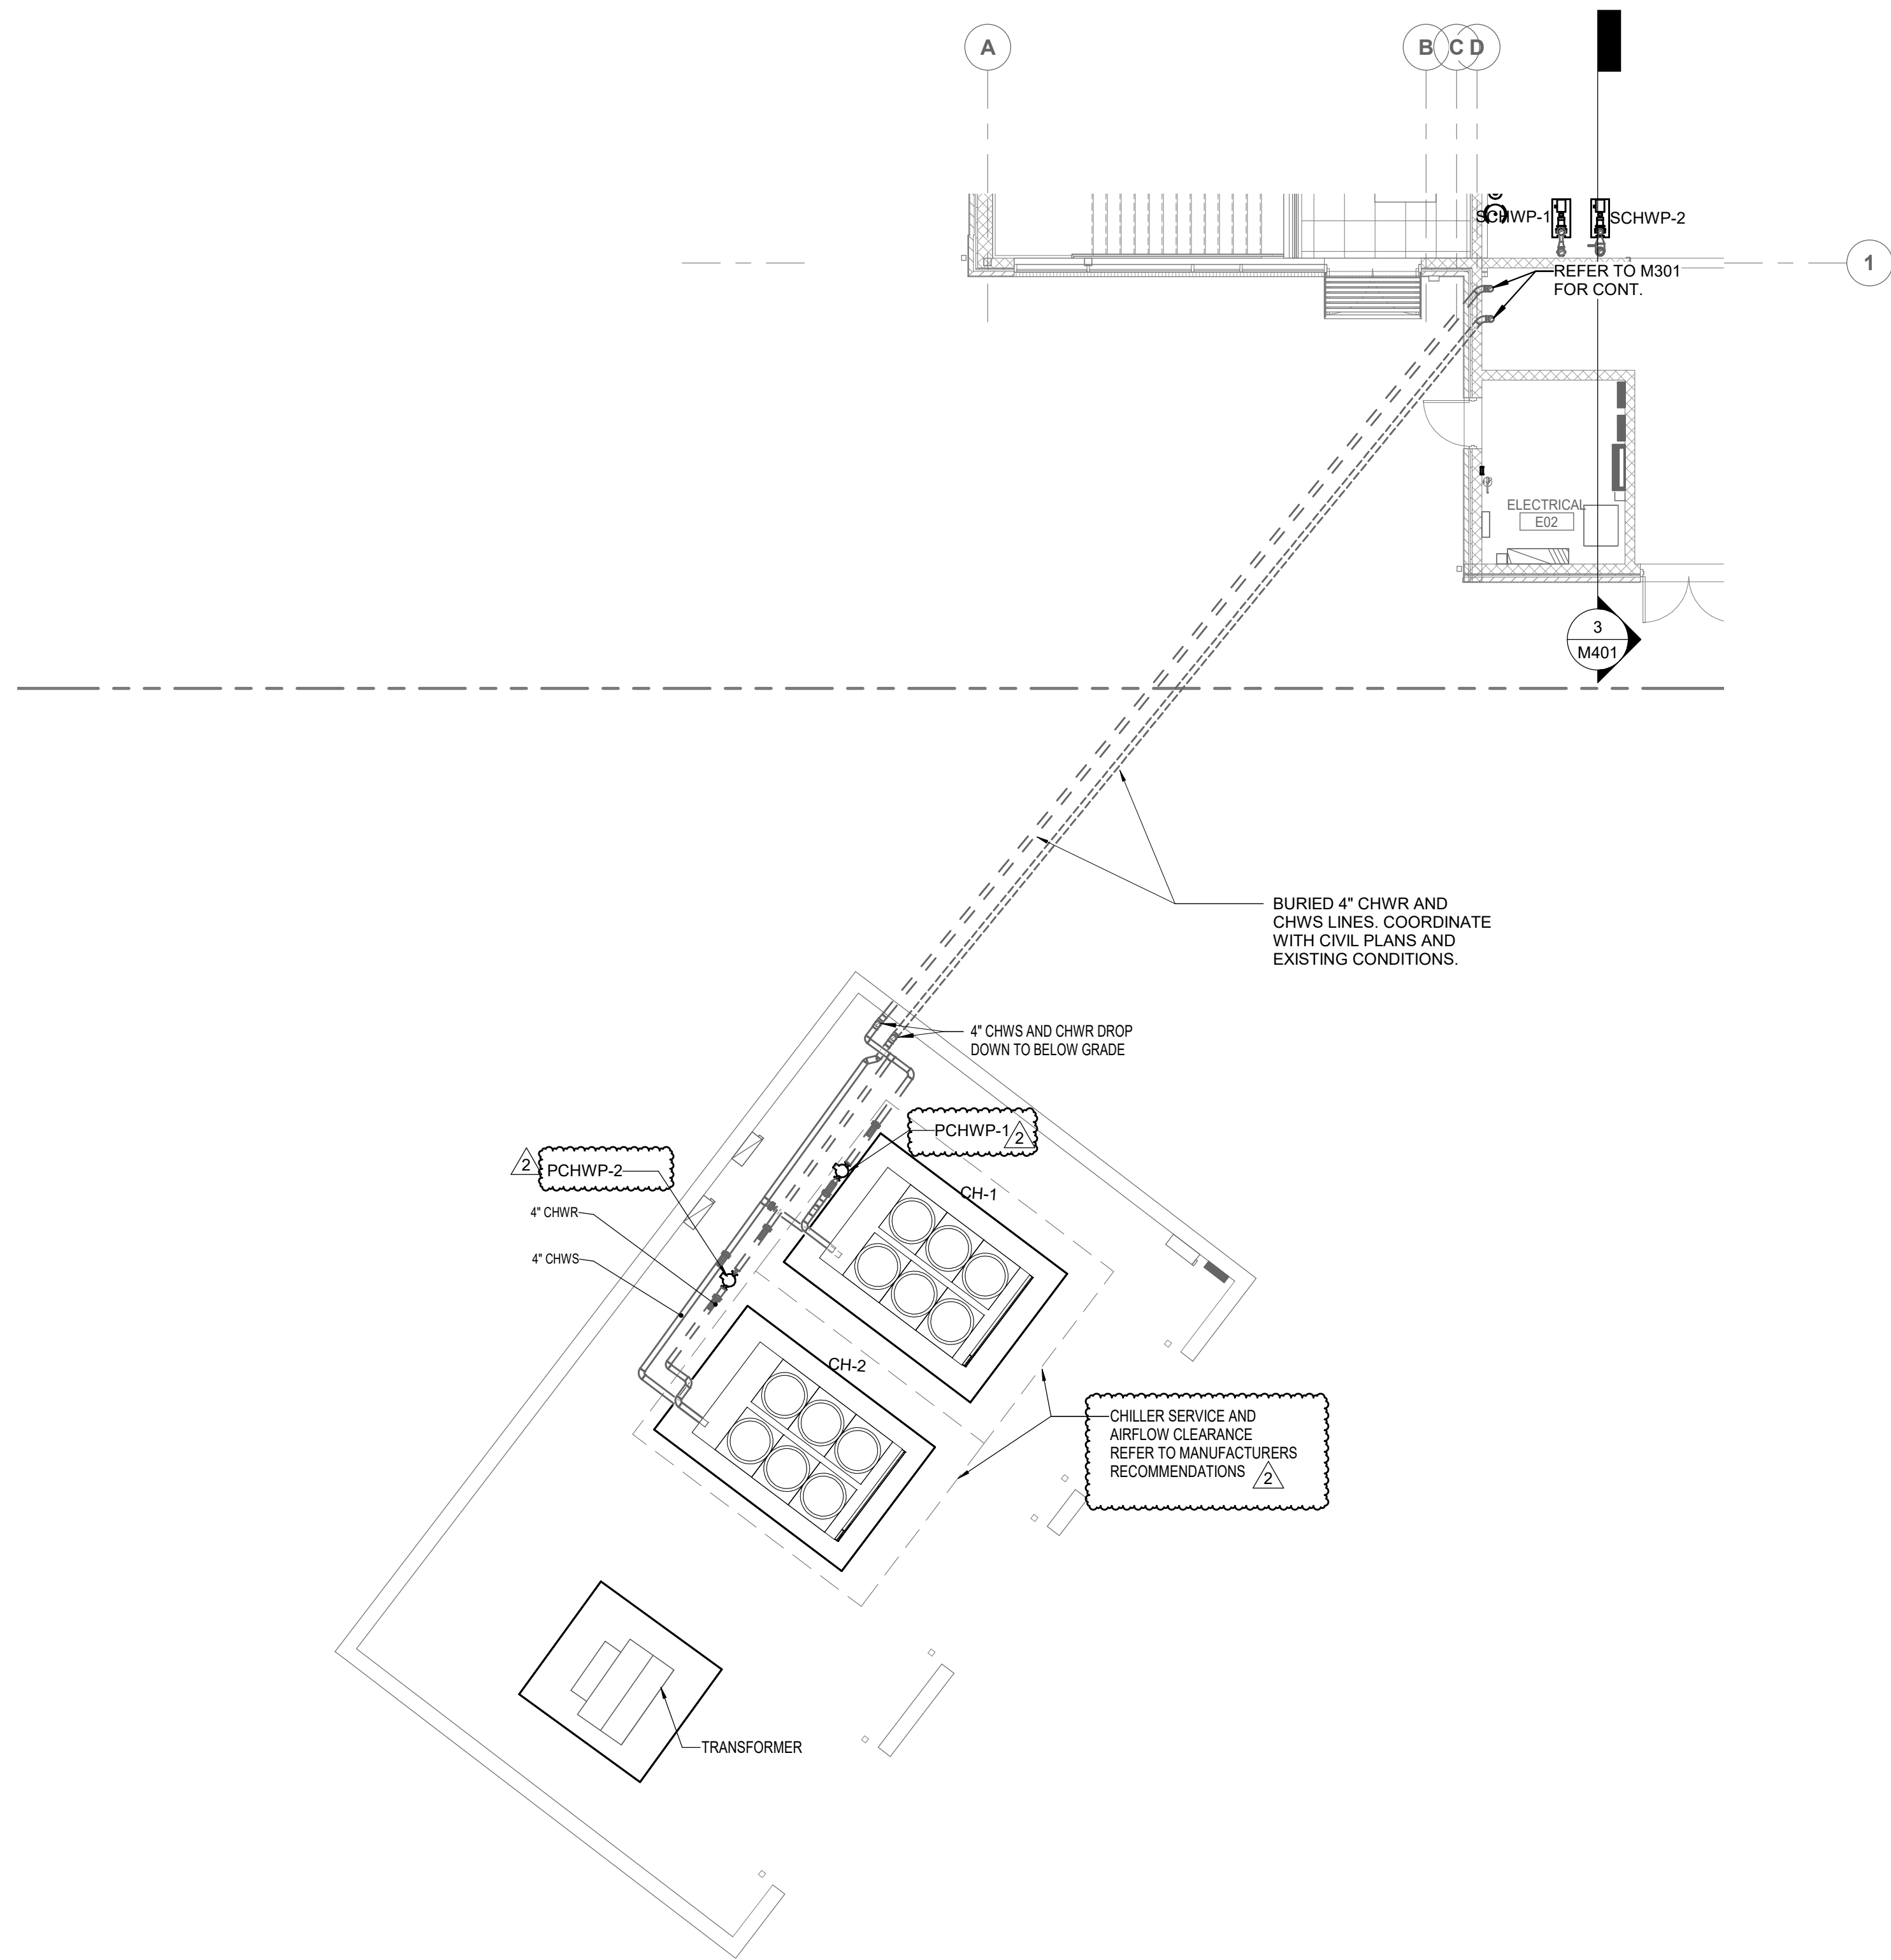 A
B
C
D
SCHWP-1
SCHWP-2
1
REFER TO M301
FOR CONT.
ELECTRICAL
E02
3
M401
BURIED 4" CHWR AND
CHWS LINES. COORDINATE
WITH CIVIL PLANS AND
EXISTING CONDITIONS.
4" CHWS AND CHWR DROP
DOWN TO BELOW GRADE
PCHWP-1
2
2
PCHWP-2
4" CHWR
4" CHWS
CH-1
CH-2
CHILLER SERVICE AND
AIRFLOW CLEARANCE
REFER TO MANUFACTURERS
RECOMMENDATIONS
2
TRANSFORMER